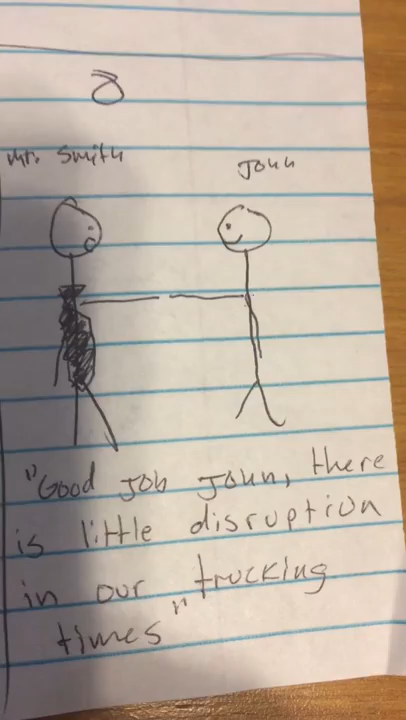 8
Mr. Smith
John
"Good job John, there
is little disruption
in our trucking
times"